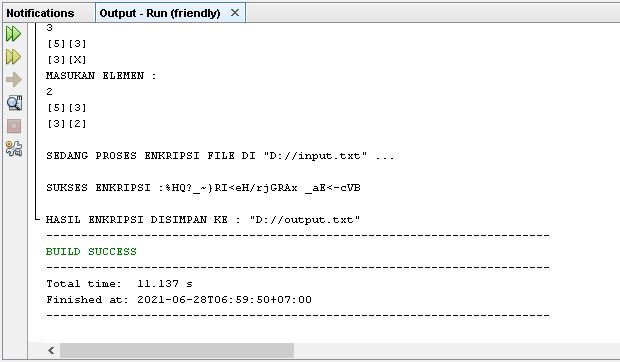 Notifications
Output - Run (friendly)
3
[5][3]
[3][X]
MASUKAN ELEMEN :
2
[5][3]
[3][2]
SEDANG PROSES ENKRIPSI FILE DI "D://input.txt" ...
SUKSES ENKRIPSI :%HQ?_~}RI<eH/rjGRAx _aE<-cVB
HASIL ENKRIPSI DISIMPAN KE : "D://output.txt"
------------------------------------------------------------------------
BUILD SUCCESS
------------------------------------------------------------------------
Total time:  11.137 s
Finished at: 2021-06-28T06:59:50+07:00
------------------------------------------------------------------------